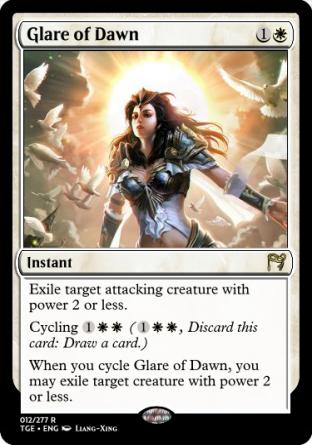 Glare of Dawn 1
Instant
Exile target attacking creature with
power 2 or less.
Cycling 1 ( 1 , Discard this
card: Draw a card.)
When you cycle Glare of Dawn, you
may exile target creature with power 2
or less.
012/277 R
TGE • ENG Liang-Xing